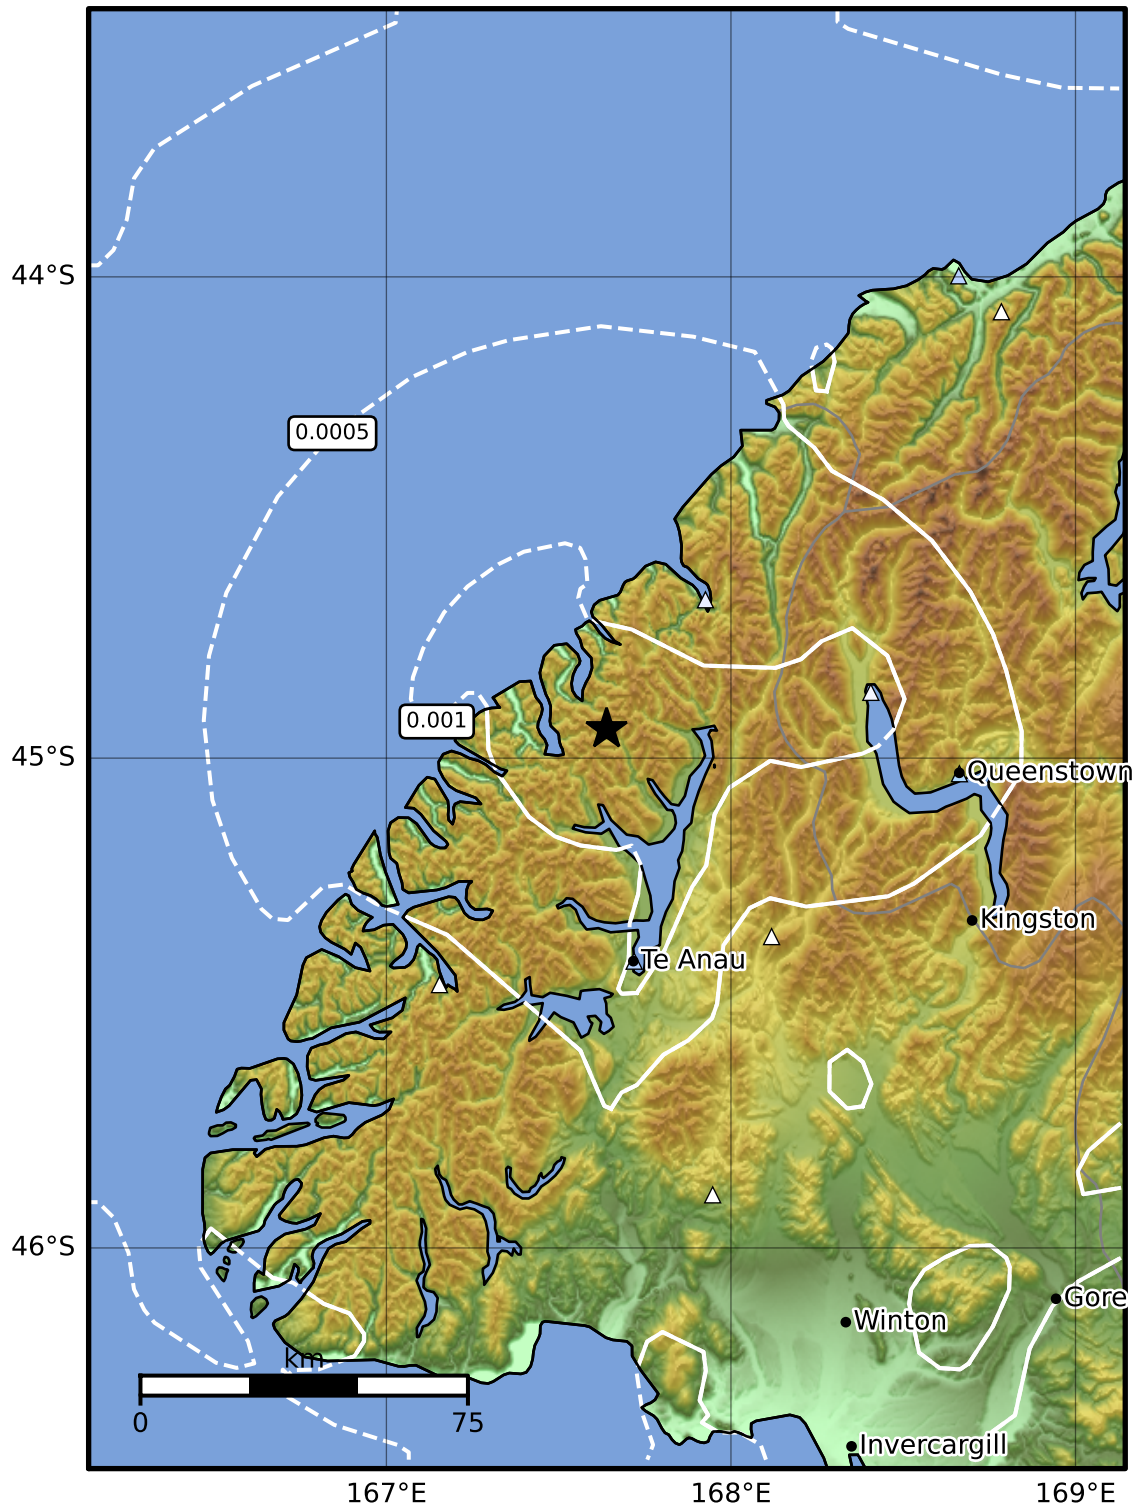 44°S
0.0005
0.001
45°S
Queenstown
Kingston
Te Anau
46°S
Gore
Winton
km
0 75
Invercargill
167°E 168°E 169°E